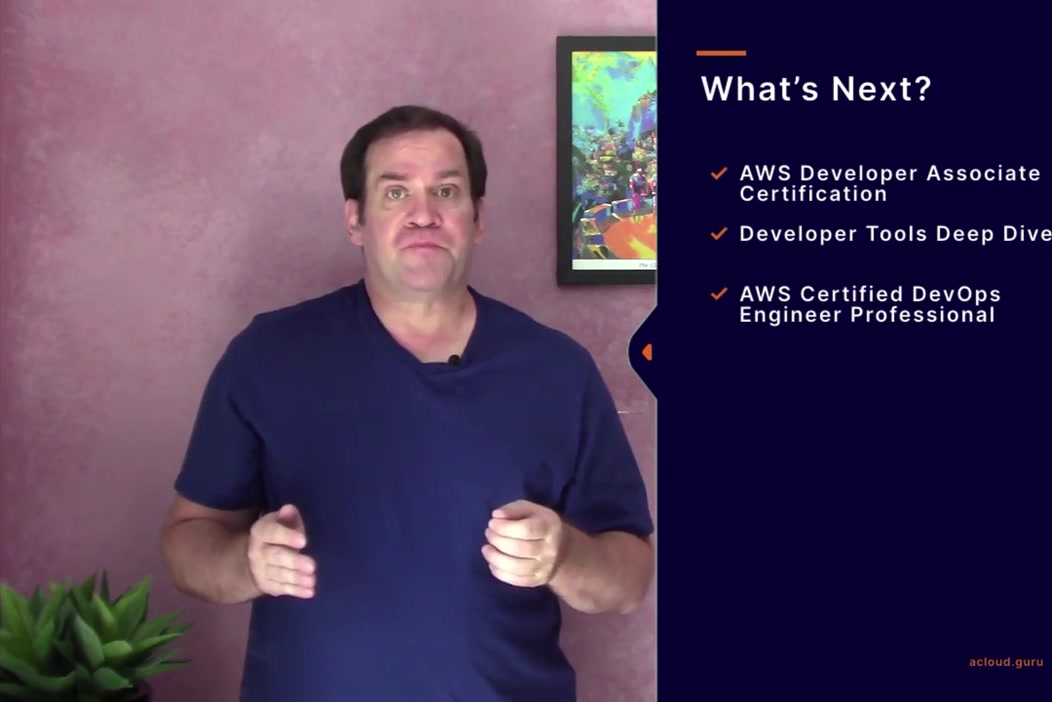 What's Next?
AWS Developer Associate
Certification
Developer Tools Deep Dive
AWS Certified DevOps
Engineer Professional
acloud.guru